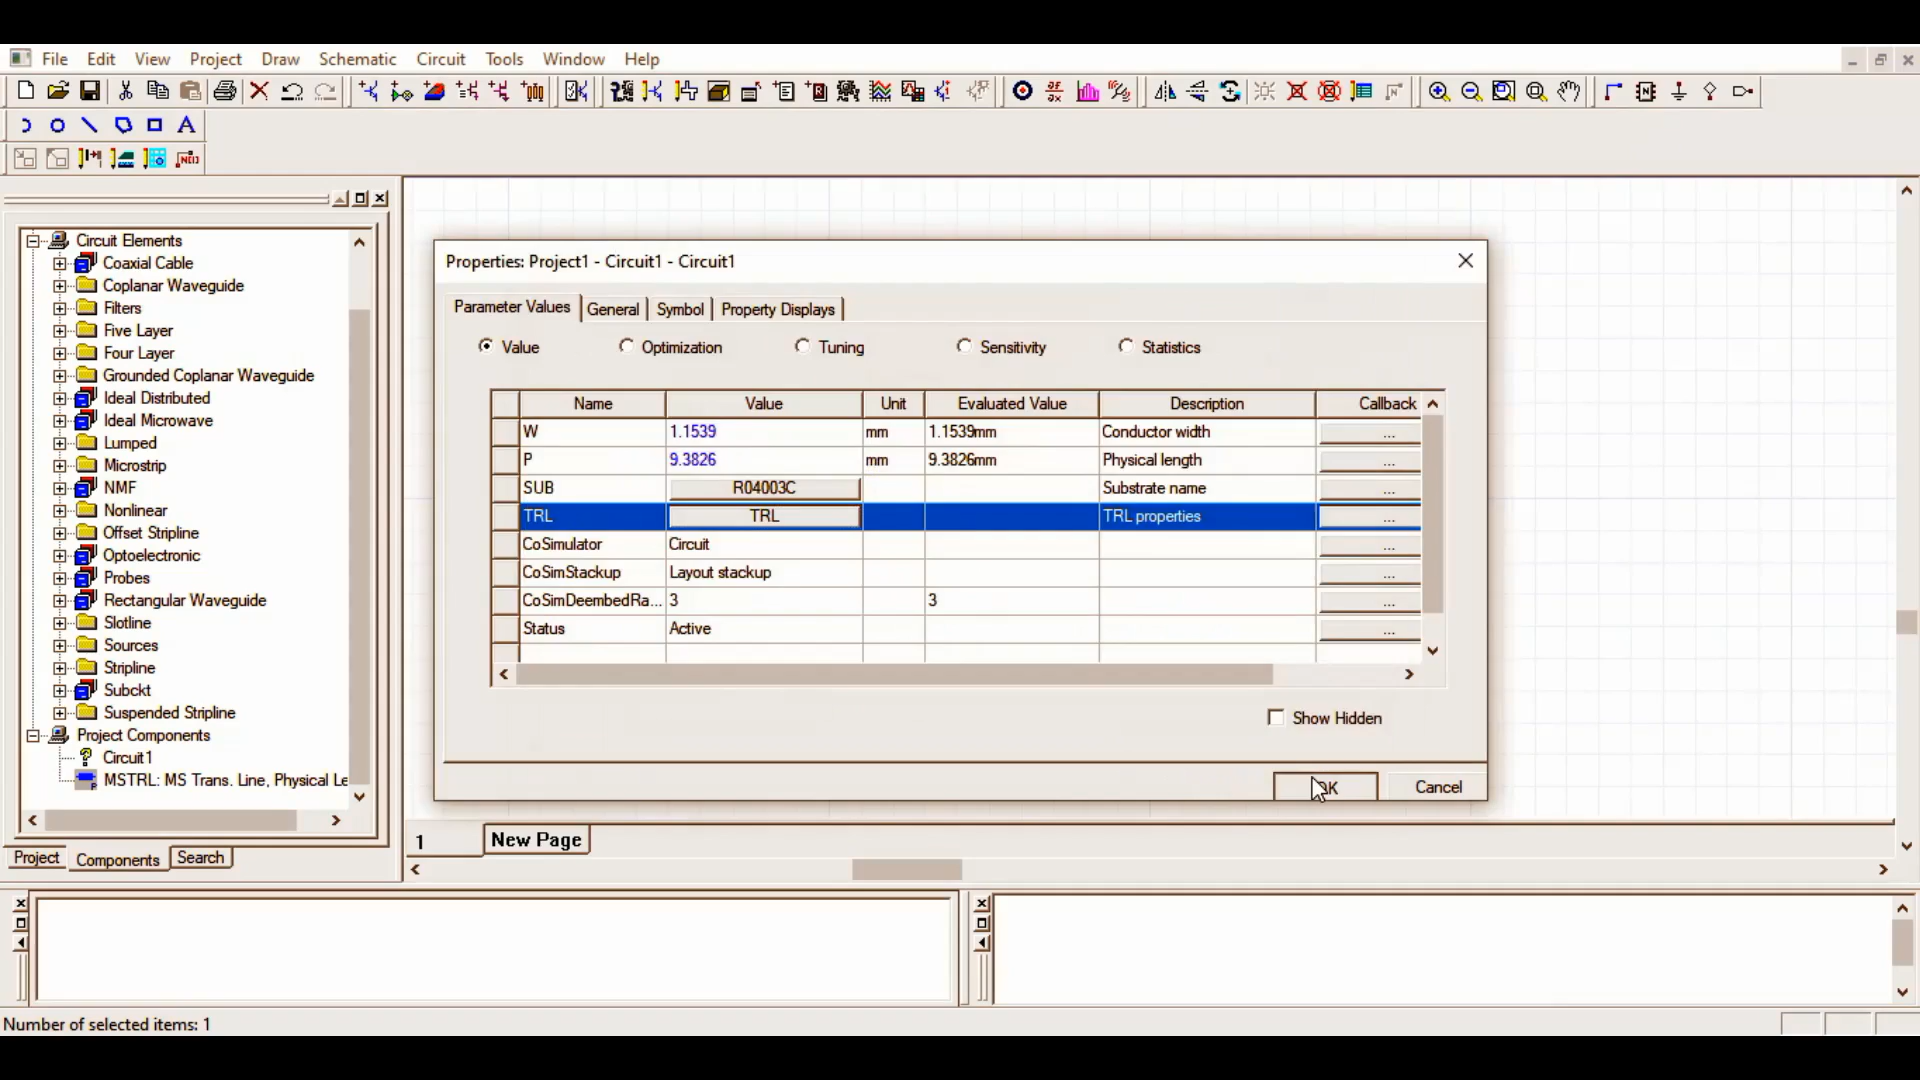 File Edit View Project Draw Schematic Circuit Tools Window Help
Circuit Elements
Coaxial Cable
Coplanar Waveguide
Filters
Five Layer
Four Layer
Grounded Coplanar Waveguide
Ideal Distributed
Ideal Microwave
Lumped
Microstrip
NMF
Nonlinear
Offset Stripline
Optoelectronic
Probes
Rectangular Waveguide
Slotline
Sources
Stripline
Subckt
Suspended Stripline
Project Components
Circuit1
MSTRL: MS Trans. Line, Physical Le
Project Components Search
Properties: Project1 - Circuit1 - Circuit1
Parameter Values General Symbol Property Displays
Value Optimization Tuning Sensitivity Statistics
Name Value Unit Evaluated Value Description Callback
W 1.1539 mm 1.1539mm Conductor width ...
P 9.3826 mm 9.3826mm Physical length ...
SUB R04003C Substrate name ...
TRL TRL TRL properties ...
CoSimulator Circuit ...
CoSimStackup Layout stackup ...
CoSimDeembedRa... 3 3 ...
Status Active ...
Show Hidden
OK Cancel
1 New Page
Number of selected items: 1